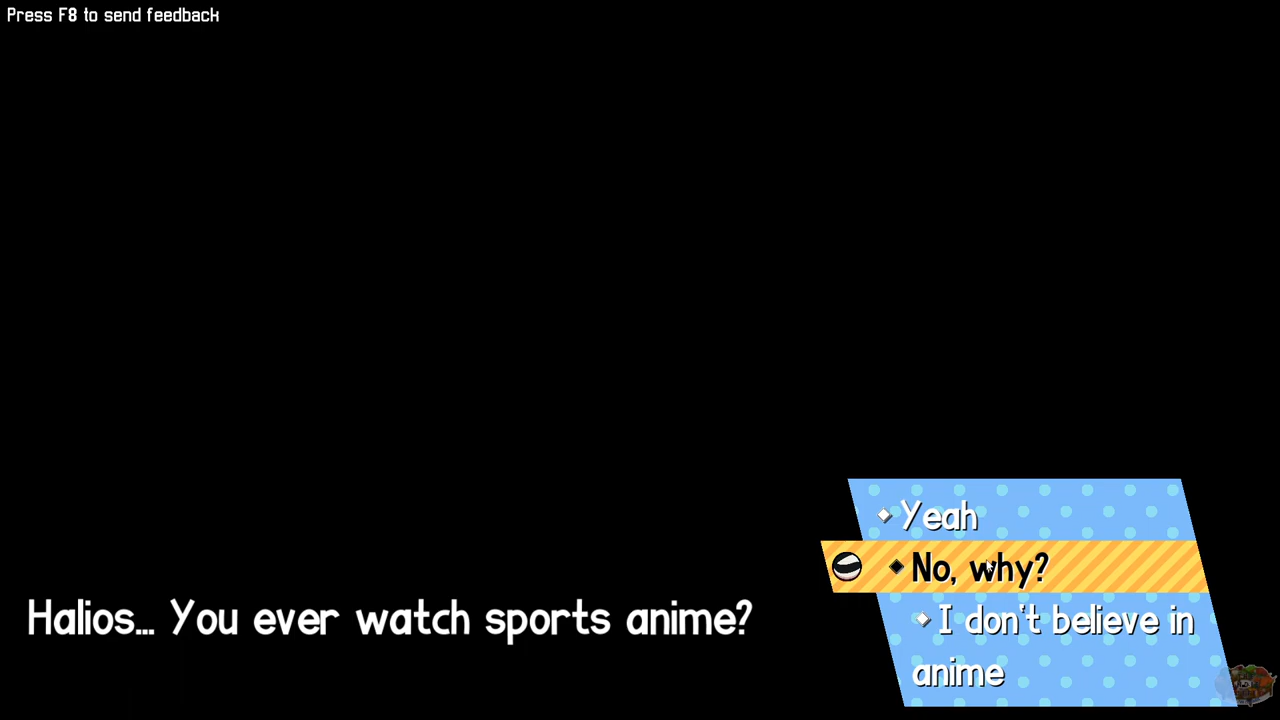 Press F8 to send feedback
Yeah
No, why?
I don't believe in
anime
Halios... You ever watch sports anime?